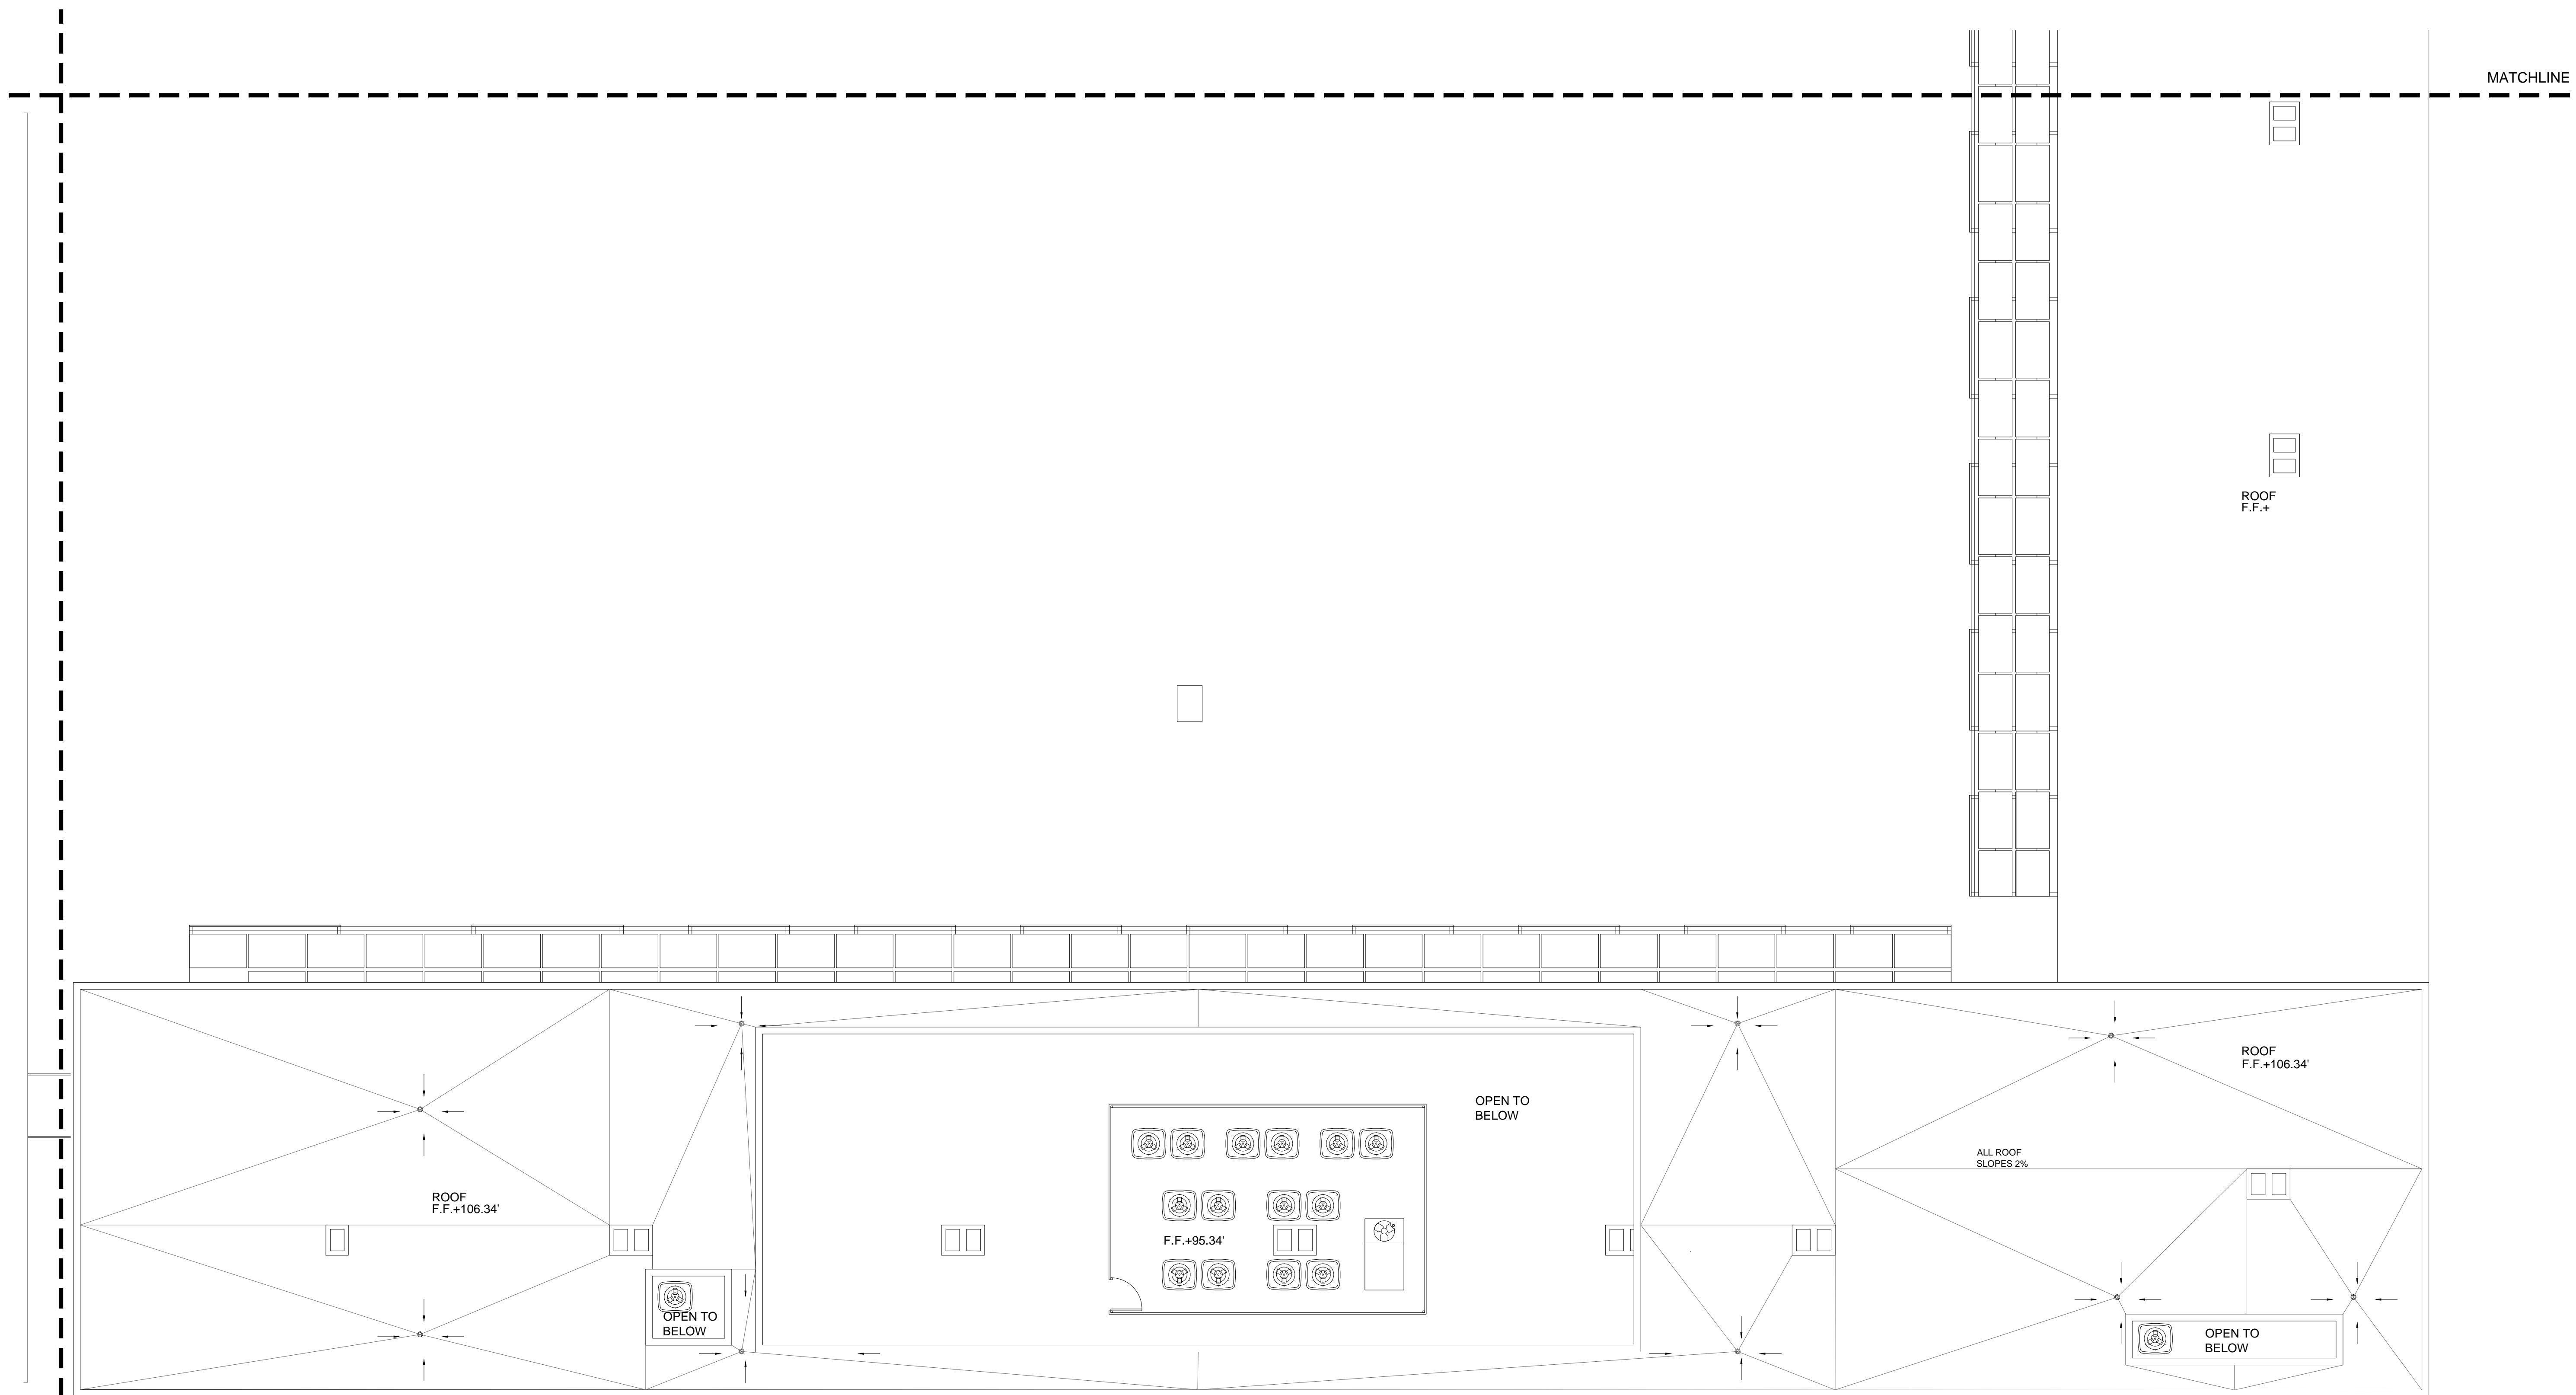 MATCHLINE
ROOF
F.F.+
ROOF
F.F.+106.34'
OPEN TO
BELOW
ALL ROOF
SLOPES 2%
ROOF
F.F.+106.34'
F.F.+95.34'
OPEN TO
BELOW
OPEN TO
BELOW